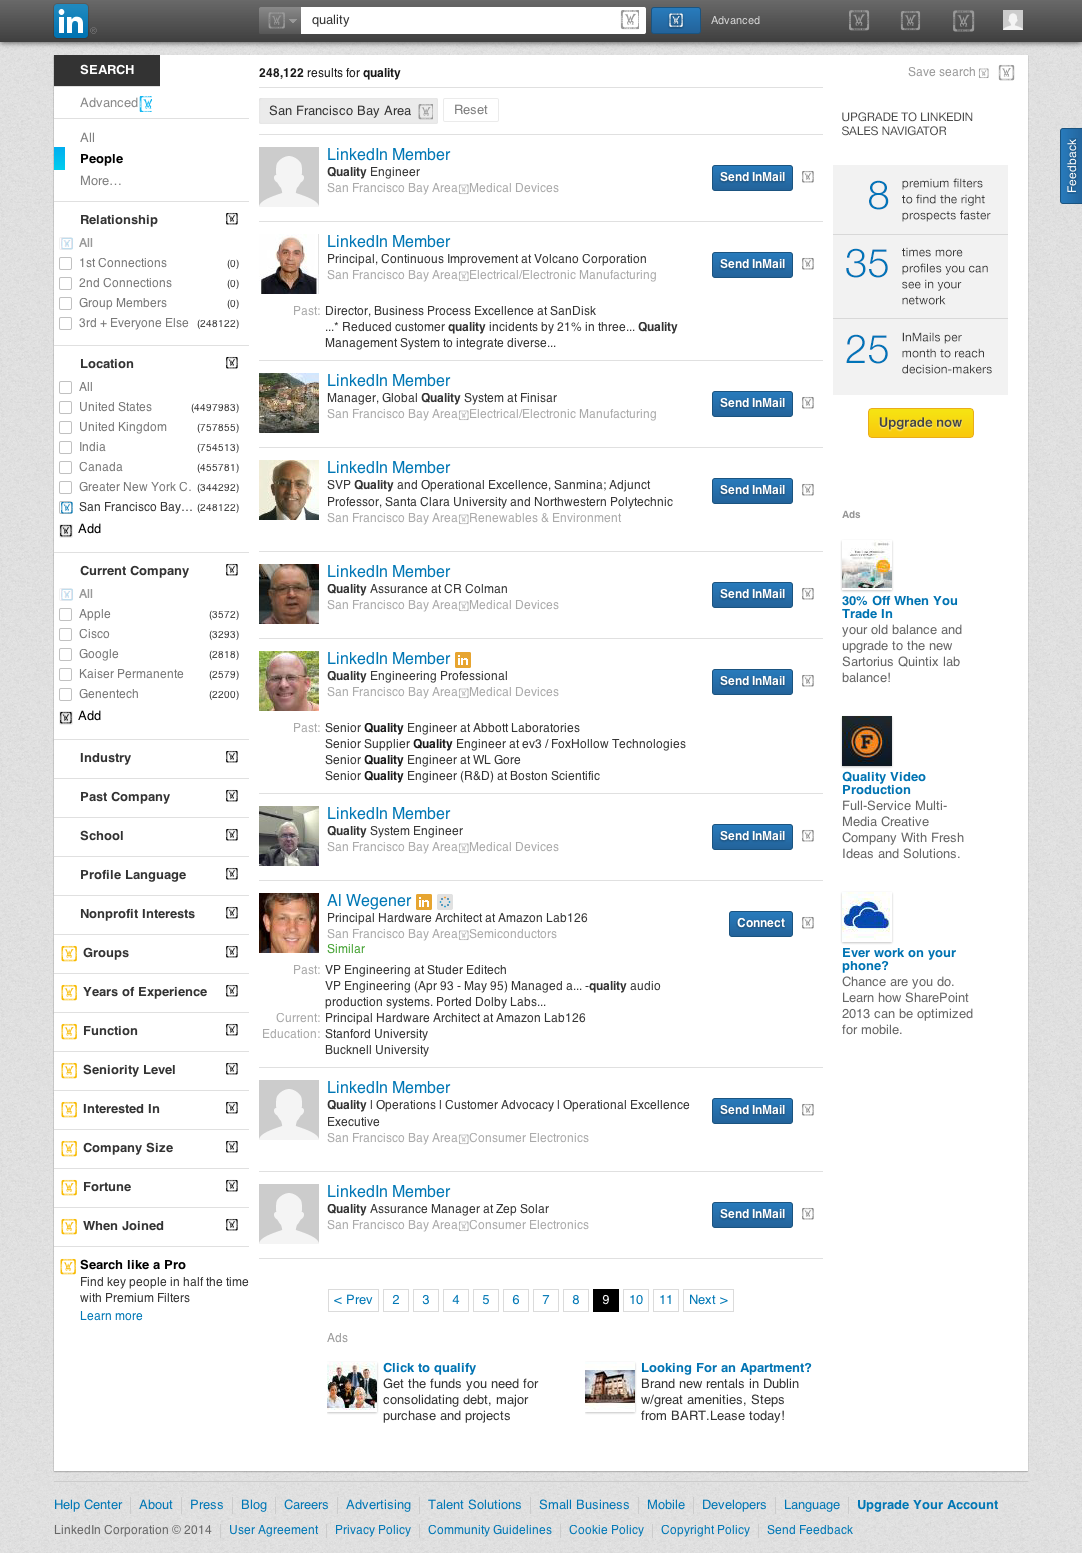 in
quality
Advanced
SEARCH
Advanced
All
People
More...
Relationship
All
1st Connections (0)
2nd Connections (0)
Group Members (0)
3rd + Everyone Else (248122)
Location
All
United States (4497983)
United Kingdom (757855)
India (754513)
Canada (455781)
Greater New York C. (344292)
San Francisco Bay... (248122)
Add
Current Company
All
Apple (3572)
Cisco (3293)
Google (2818)
Kaiser Permanente (2579)
Genentech (2200)
Add
Industry
Past Company
School
Profile Language
Nonprofit Interests
Groups
Years of Experience
Function
Seniority Level
Interested In
Company Size
Fortune
When Joined
Search like a Pro
Find key people in half the time
with Premium Filters
Learn more
248,122 results for quality
Save search
San Francisco Bay Area
Reset
LinkedIn Member
Quality Engineer
San Francisco Bay Area Medical Devices
Send InMail
LinkedIn Member
Principal, Continuous Improvement at Volcano Corporation
San Francisco Bay Area Electrical/Electronic Manufacturing
Send InMail
Past: Director, Business Process Excellence at SanDisk
...* Reduced customer quality incidents by 21% in three... Quality
Management System to integrate diverse...
LinkedIn Member
Manager, Global Quality System at Finisar
San Francisco Bay Area Electrical/Electronic Manufacturing
Send InMail
LinkedIn Member
SVP Quality and Operational Excellence, Sanmina; Adjunct
Professor, Santa Clara University and Northwestern Polytechnic
San Francisco Bay Area Renewables & Environment
Send InMail
LinkedIn Member
Quality Assurance at CR Colman
San Francisco Bay Area Medical Devices
Send InMail
LinkedIn Member in
Quality Engineering Professional
San Francisco Bay Area Medical Devices
Send InMail
Past: Senior Quality Engineer at Abbott Laboratories
Senior Supplier Quality Engineer at ev3 / FoxHollow Technologies
Senior Quality Engineer at WL Gore
Senior Quality Engineer (R&D) at Boston Scientific
LinkedIn Member
Quality System Engineer
San Francisco Bay Area Medical Devices
Send InMail
Al Wegener in
Principal Hardware Architect at Amazon Lab126
San Francisco Bay Area Semiconductors
Similar
Connect
Past: VP Engineering at Studer Editech
VP Engineering (Apr 93 - May 95) Managed a... -quality audio
production systems. Ported Dolby Labs...
Current: Principal Hardware Architect at Amazon Lab126
Education: Stanford University
Bucknell University
LinkedIn Member
Quality | Operations | Customer Advocacy | Operational Excellence
Executive
San Francisco Bay Area Consumer Electronics
Send InMail
LinkedIn Member
Quality Assurance Manager at Zep Solar
San Francisco Bay Area Consumer Electronics
Send InMail
< Prev 2 3 4 5 6 7 8 9 10 11 Next >
Ads
Click to qualify
Get the funds you need for
consolidating debt, major
purchase and projects
Looking For an Apartment?
Brand new rentals in Dublin
w/great amenities, Steps
from BART.Lease today!
UPGRADE TO LINKEDIN
SALES NAVIGATOR
8 premium filters
to find the right
prospects faster
35 times more
profiles you can
see in your
network
25 InMails per
month to reach
decision-makers
Upgrade now
Feedback
Ads
30% Off When You
Trade In
your old balance and
upgrade to the new
Sartorius Quintix lab
balance!
F
Quality Video
Production
Full-Service Multi-
Media Creative
Company With Fresh
Ideas and Solutions.
Ever work on your
phone?
Chance are you do.
Learn how SharePoint
2013 can be optimized
for mobile.
Help Center About Press Blog Careers Advertising Talent Solutions Small Business Mobile Developers Language Upgrade Your Account
LinkedIn Corporation © 2014 User Agreement Privacy Policy Community Guidelines Cookie Policy Copyright Policy Send Feedback